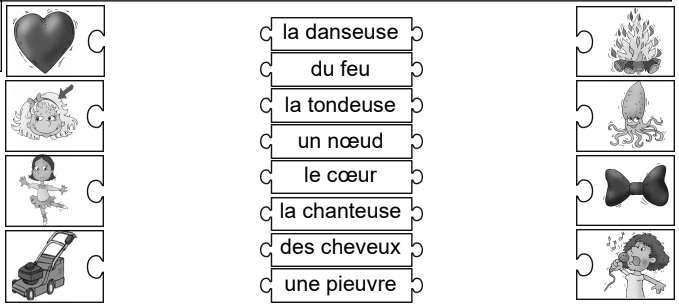 la danseuse
du feu
la tondeuse
un nœud
le cœur
la chanteuse
des cheveux
une pieuvre